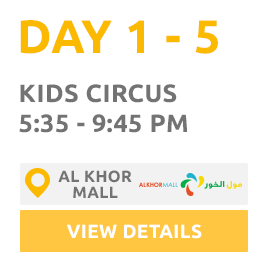 DAY 1 - 5
KIDS CIRCUS
5:35 - 9:45 PM
AL KHOR
MALL
ALKHORMALL مول الخور
VIEW DETAILS